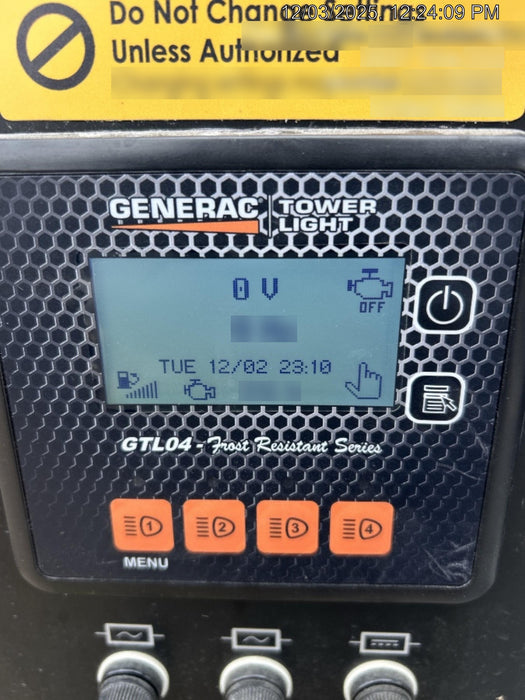 12/03/2025, 12:24:09 PM
Do Not Change Settings
Unless Authorized
GENERAC | TOWER LIGHT
0 V
OFF
TUE 12/02 23:10
GTL04 - Frost Resistant Series
1 2 3 4
MENU